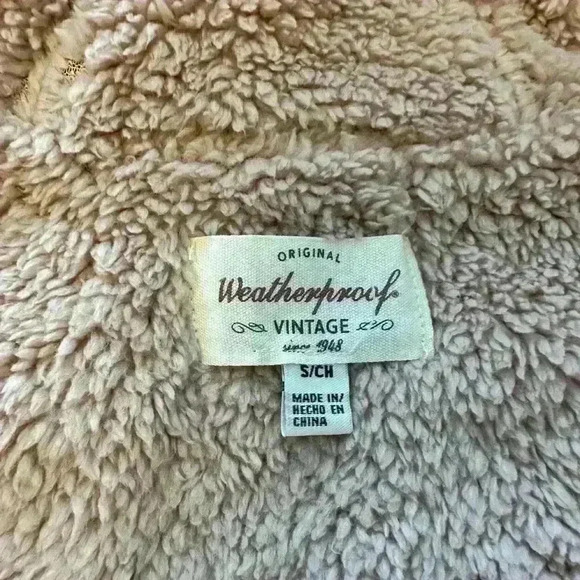 ORIGINAL
Weatherproof®
VINTAGE
since 1948
S/CH
MADE IN/
HECHO EN
CHINA